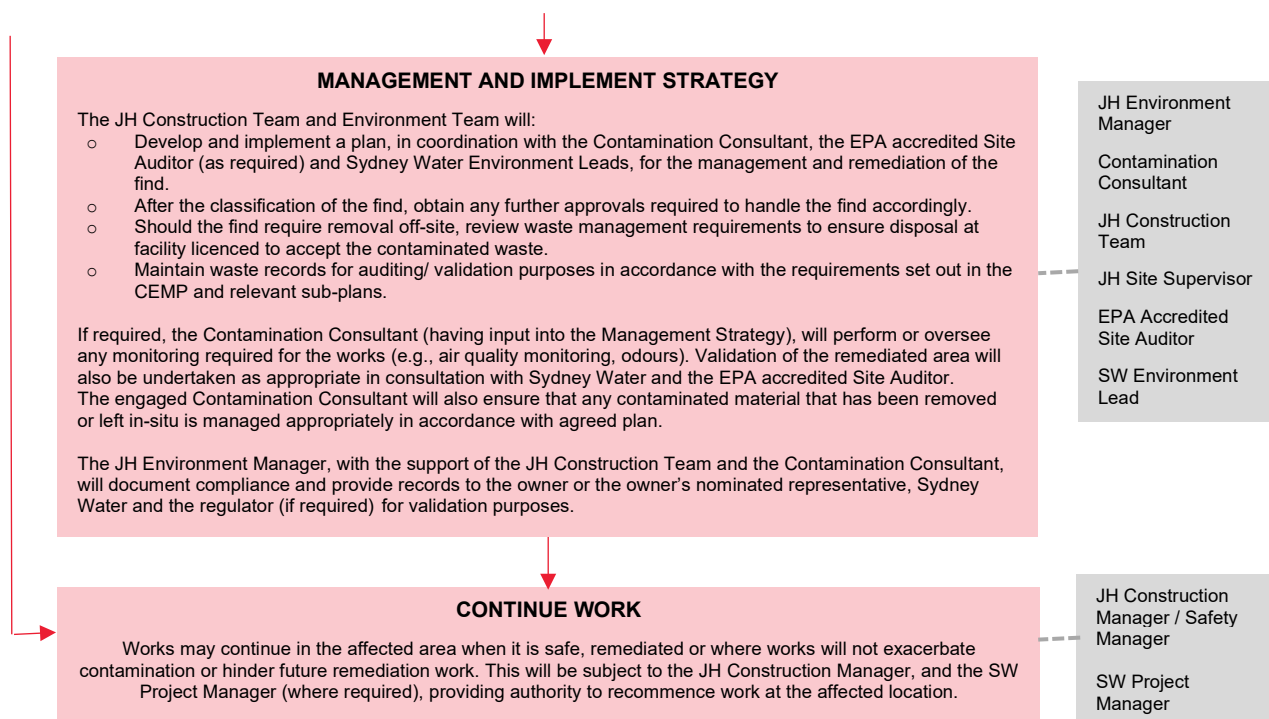 MANAGEMENT AND IMPLEMENT STRATEGY
The JH Construction Team and Environment Team will:
o Develop and implement a plan, in coordination with the Contamination Consultant, the EPA accredited Site
Auditor (as required) and Sydney Water Environment Leads, for the management and remediation of the
find.
o After the classification of the find, obtain any further approvals required to handle the find accordingly.
o Should the find require removal off-site, review waste management requirements to ensure disposal at
facility licenced to accept the contaminated waste.
o Maintain waste records for auditing/ validation purposes in accordance with the requirements set out in the
CEMP and relevant sub-plans.
If required, the Contamination Consultant (having input into the Management Strategy), will perform or oversee
any monitoring required for the works (e.g., air quality monitoring, odours). Validation of the remediated area will
also be undertaken as appropriate in consultation with Sydney Water and the EPA accredited Site Auditor.
The engaged Contamination Consultant will also ensure that any contaminated material that has been removed
or left in-situ is managed appropriately in accordance with agreed plan.
The JH Environment Manager, with the support of the JH Construction Team and the Contamination Consultant,
will document compliance and provide records to the owner or the owner's nominated representative, Sydney
Water and the regulator (if required) for validation purposes.
JH Environment
Manager
Contamination
Consultant
JH Construction
Team
JH Site Supervisor
EPA Accredited
Site Auditor
SW Environment
Lead
CONTINUE WORK
Works may continue in the affected area when it is safe, remediated or where works will not exacerbate
contamination or hinder future remediation work. This will be subject to the JH Construction Manager, and the SW
Project Manager (where required), providing authority to recommence work at the affected location.
JH Construction
Manager / Safety
Manager
SW Project
Manager